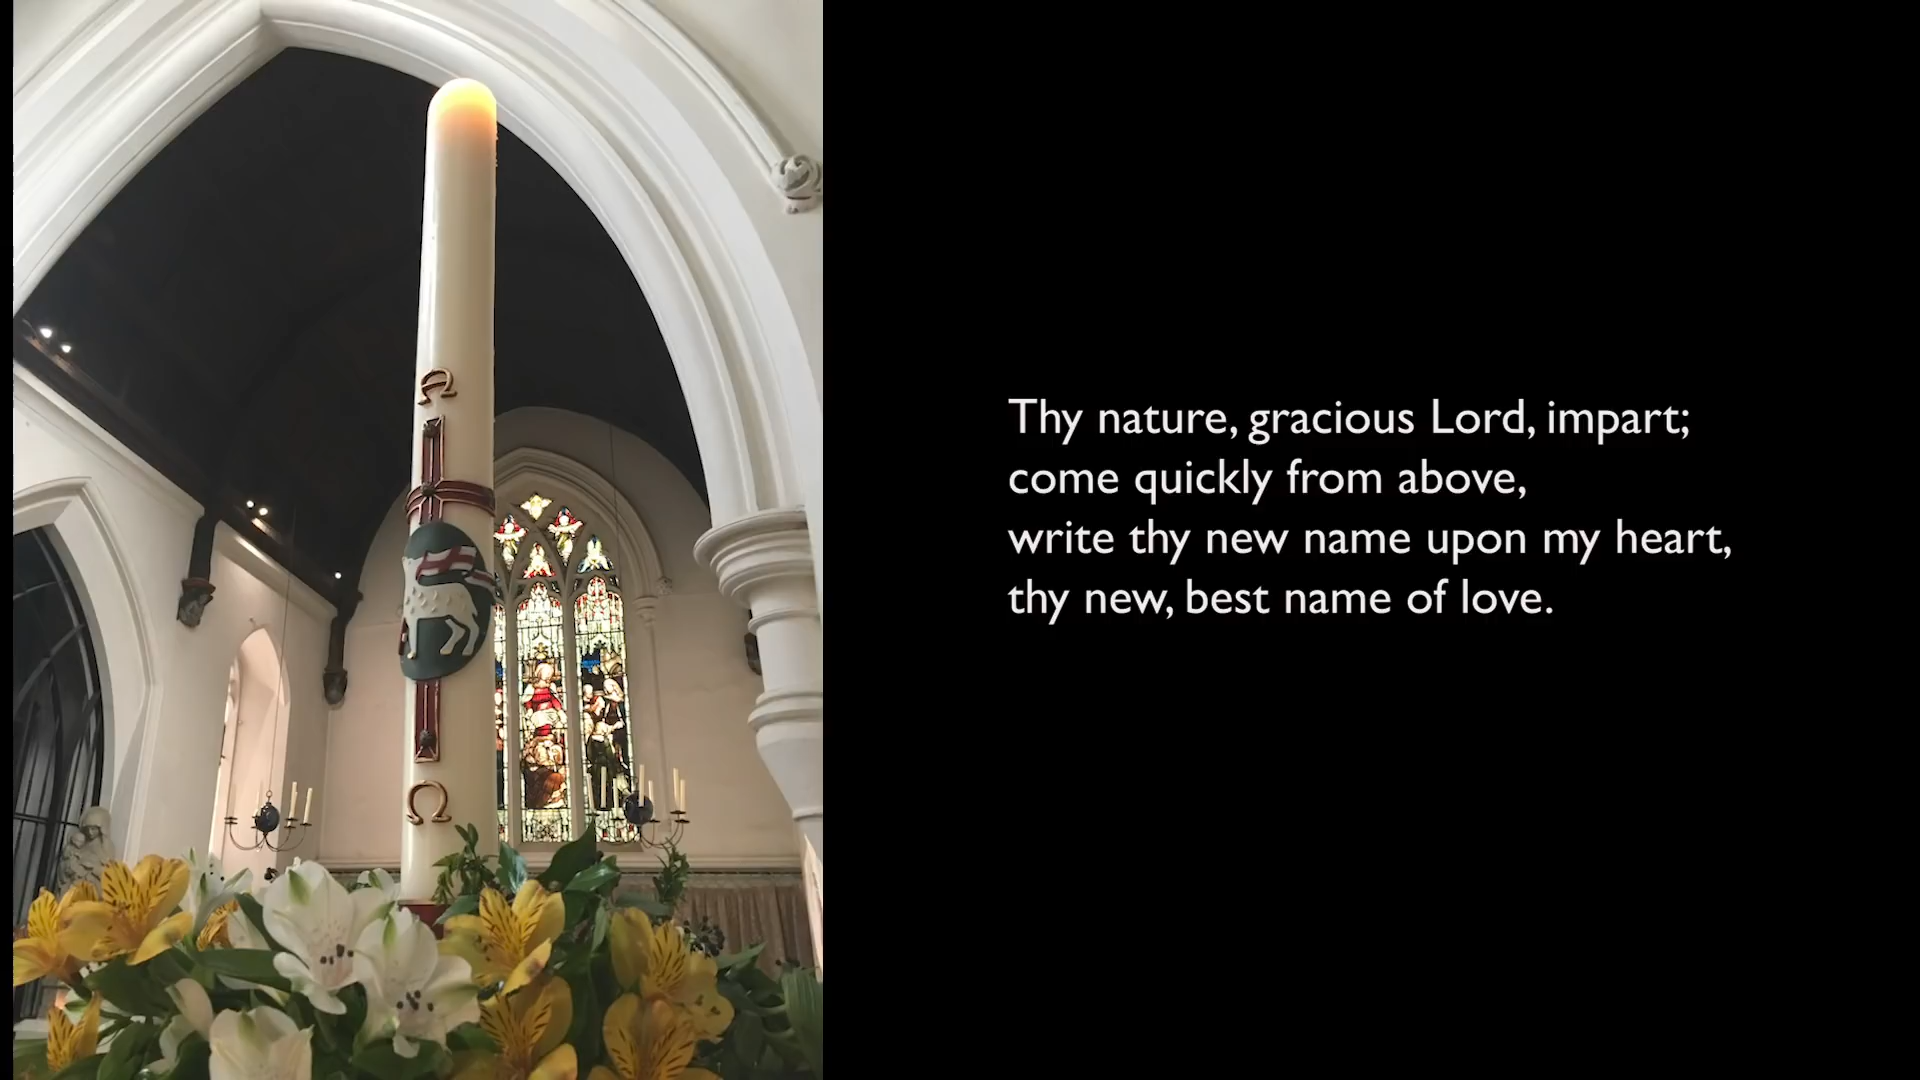 Α
Ω
Thy nature, gracious Lord, impart;
come quickly from above,
write thy new name upon my heart,
thy new, best name of love.